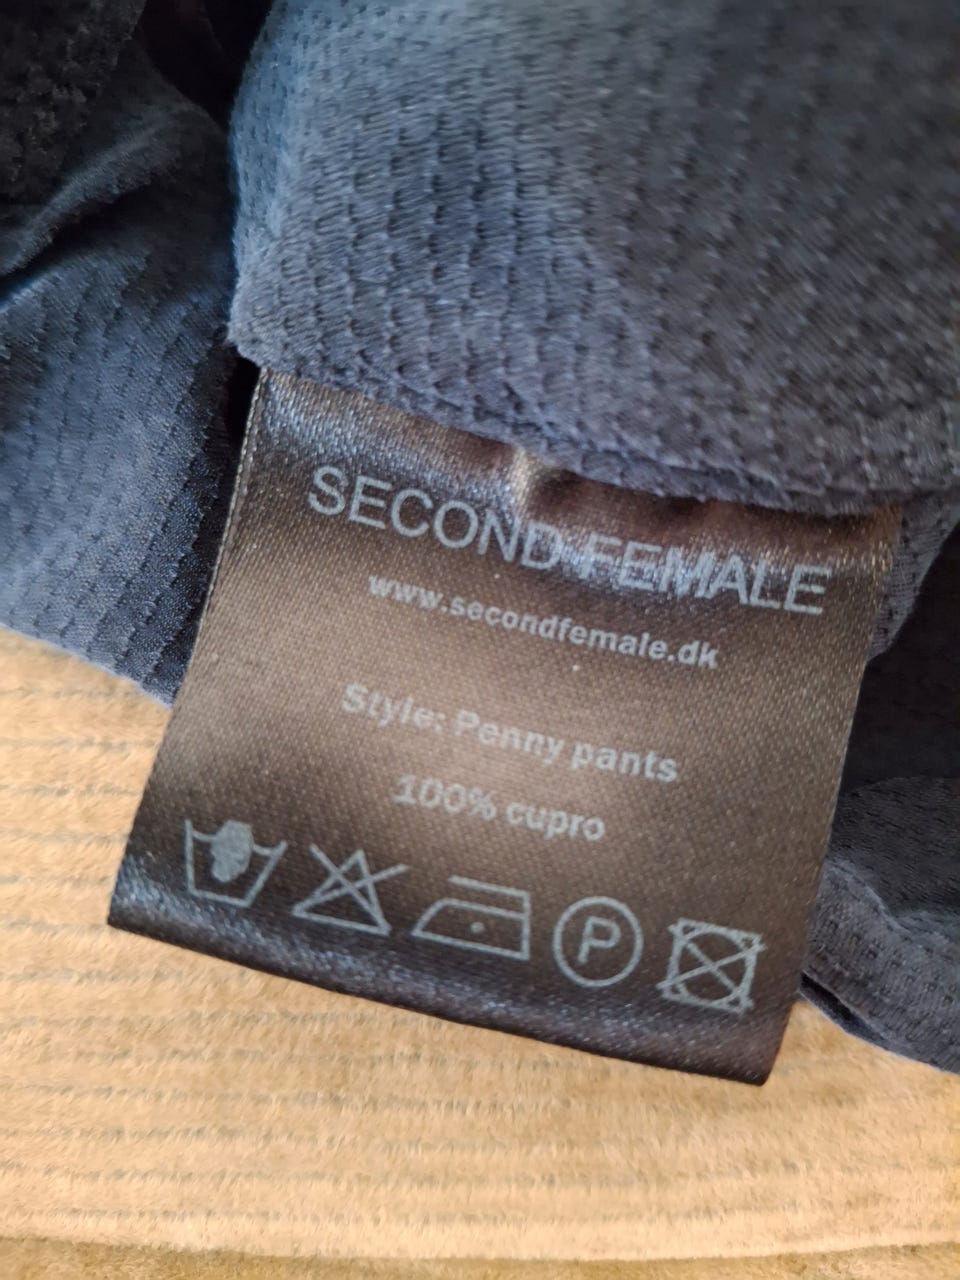 SECOND FEMALE
www.secondfemale.dk
Style: Penny pants
100% cupro
P